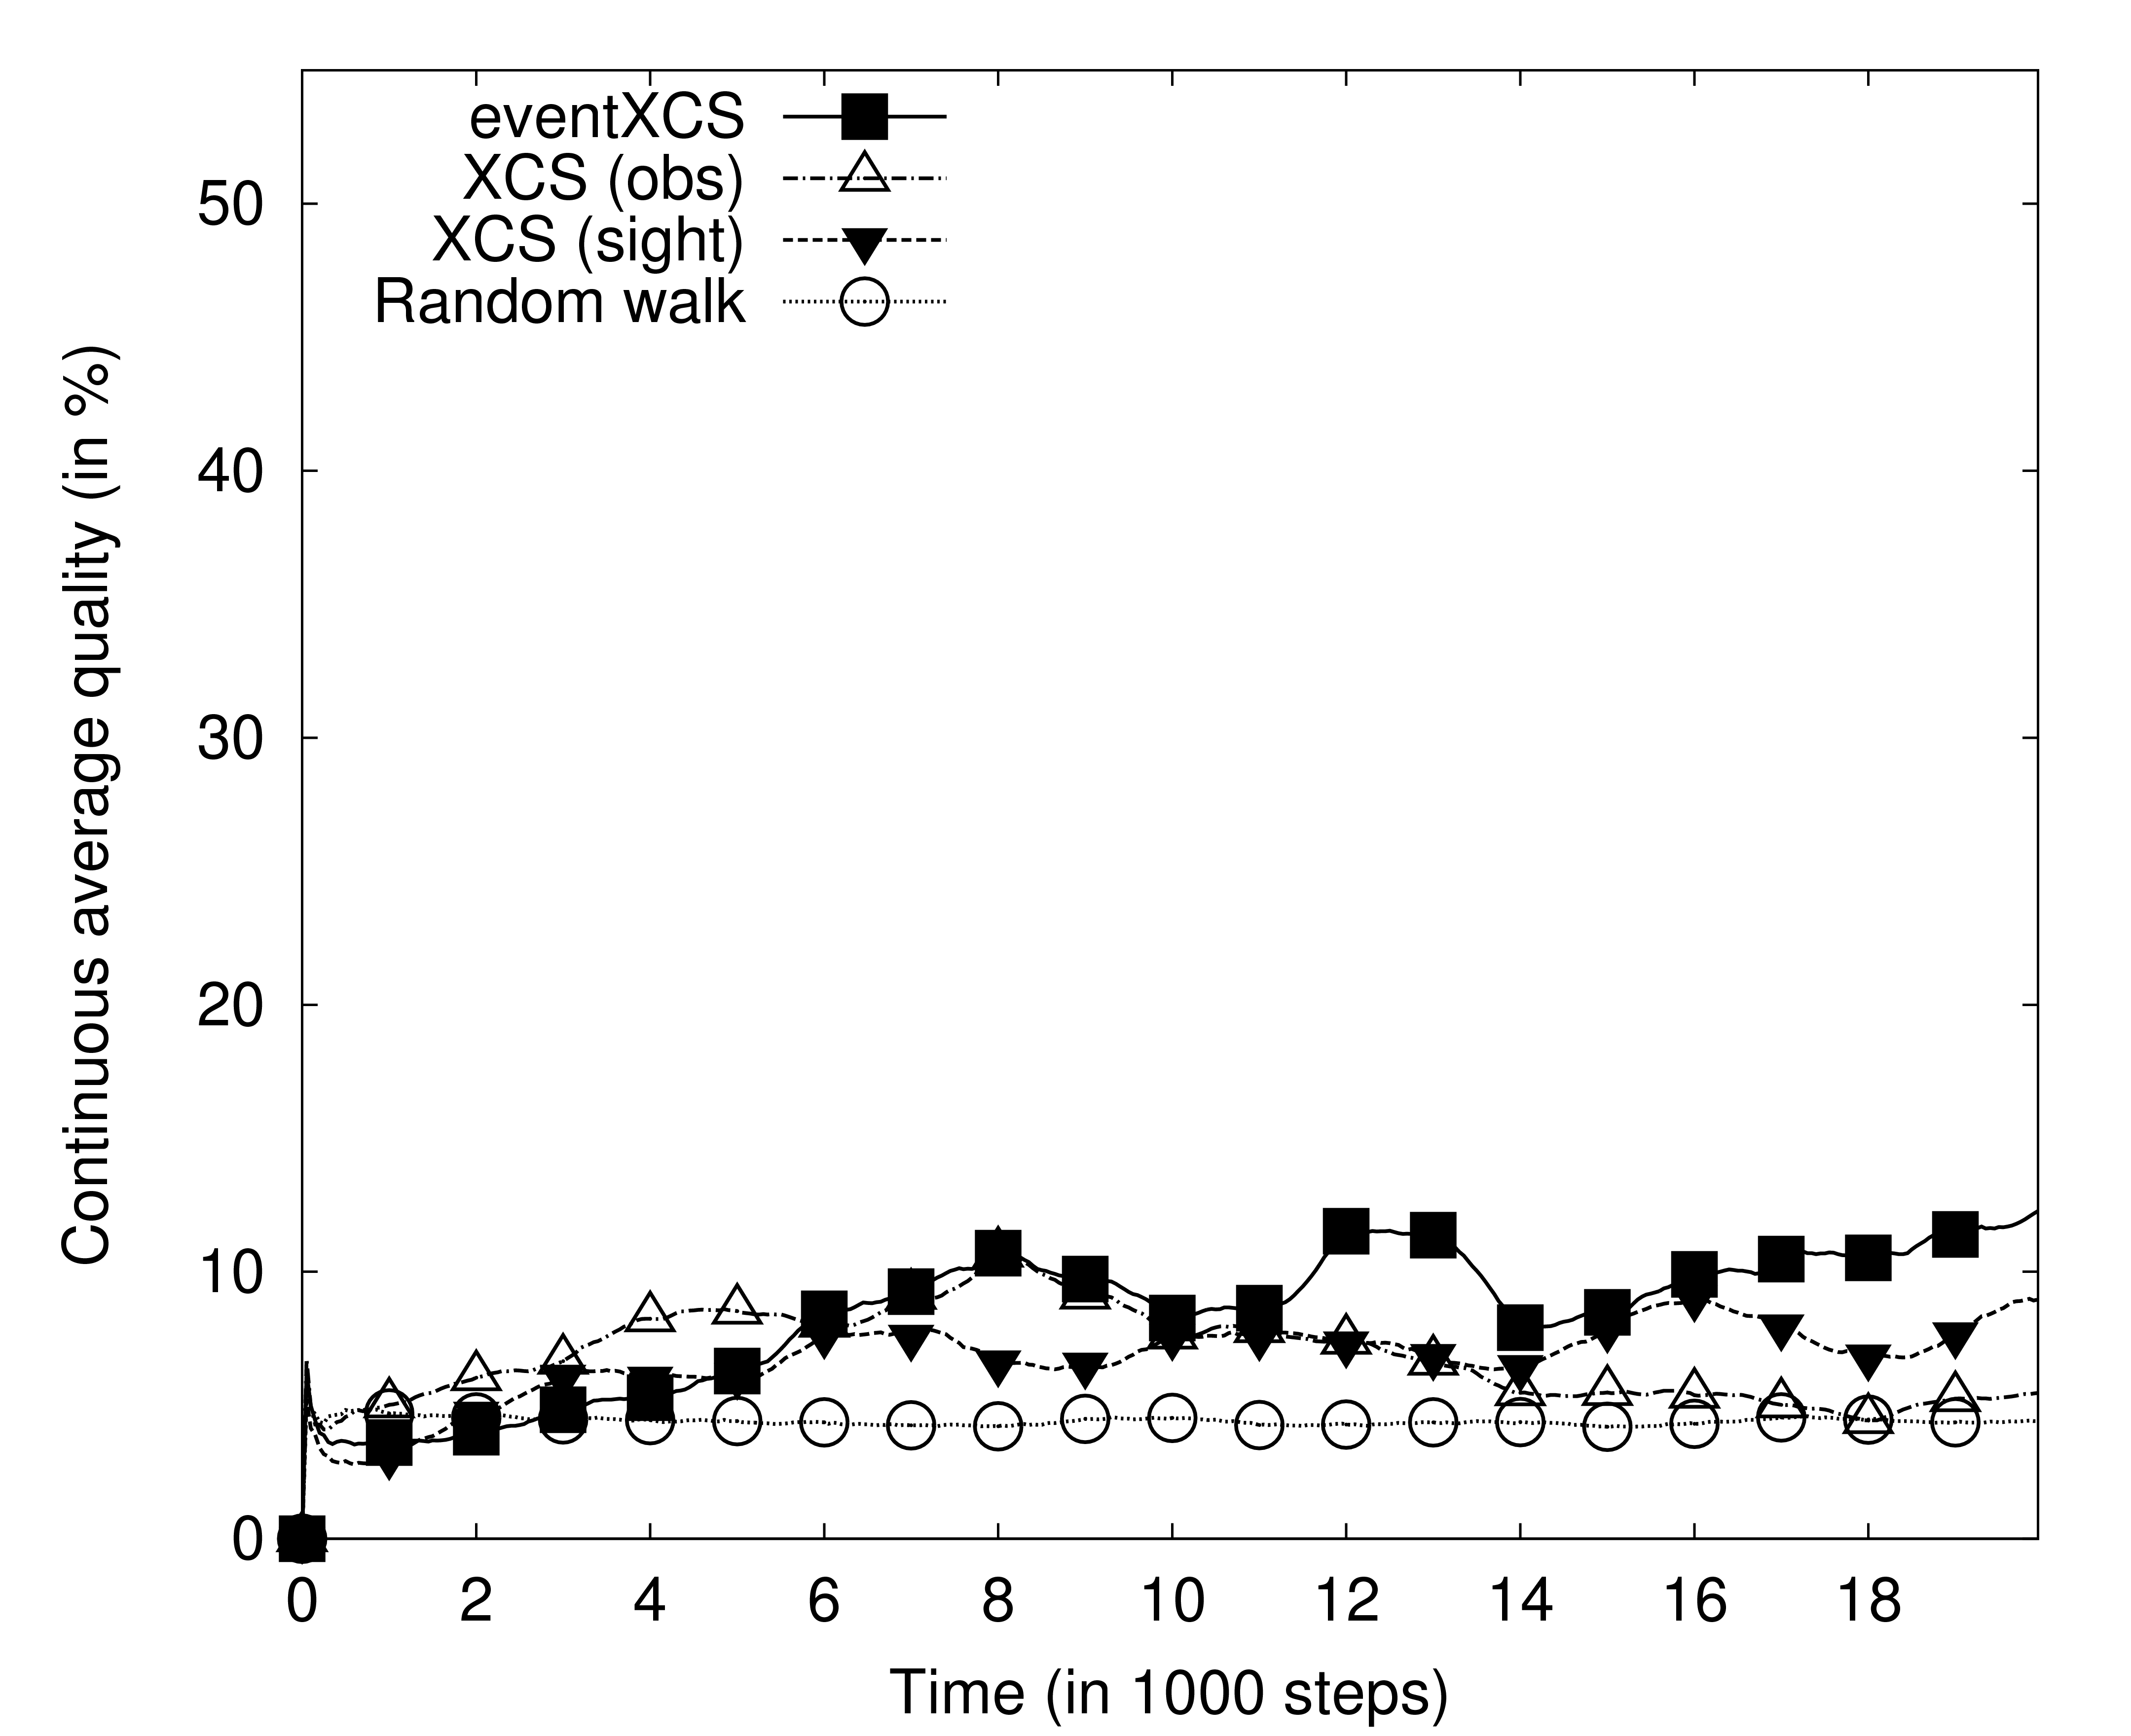 eventXCS
XCS (obs)
XCS (sight)
Random walk
Continuous average quality (in %)
50
40
30
20
10
0
0 2 4 6 8 10 12 14 16 18
Time (in 1000 steps)